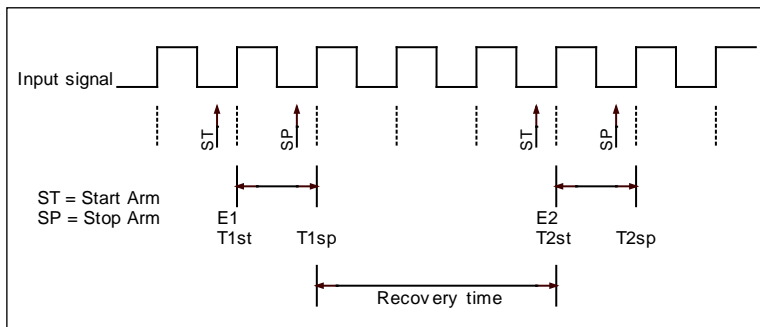 Input signal
ST
SP
ST
SP
ST = Start Arm
SP = Stop Arm
E1
E2
T1st
T1sp
T2st
T2sp
Recovery time